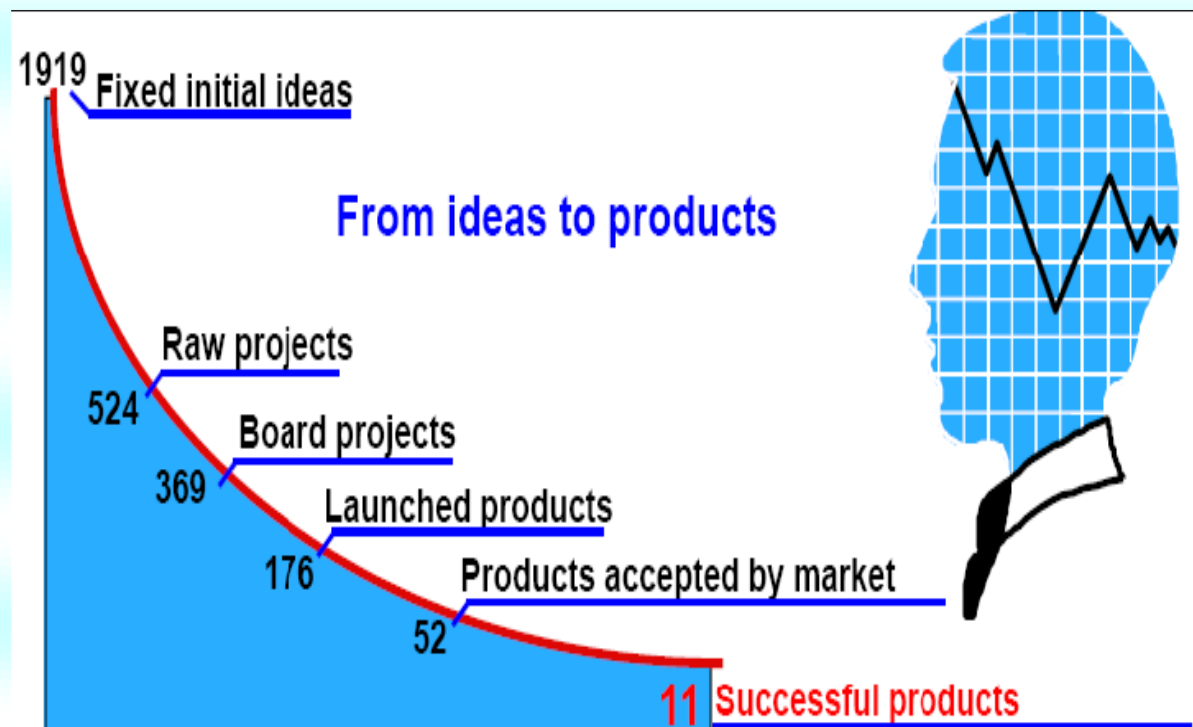 1919
Fixed initial ideas
From ideas to products
Raw projects
524
Board projects
369
Launched products
176
Products accepted by market
52
11 Successful products